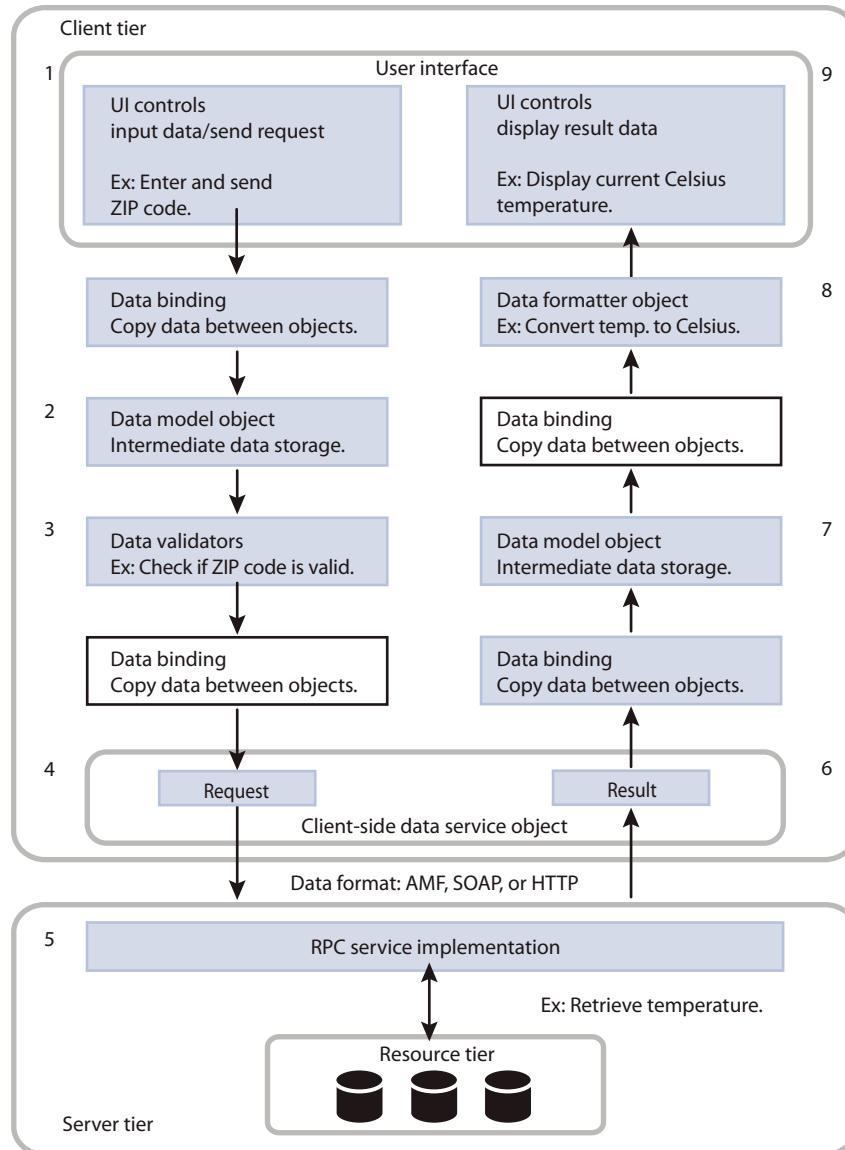 Client tier
1
User interface
9
UI controls
input data/send request
Ex: Enter and send
ZIP code.
UI controls
display result data
Ex: Display current Celsius
temperature.
Data binding
Copy data between objects.
Data formatter object
Ex: Convert temp. to Celsius.
8
2
Data model object
Intermediate data storage.
Data binding
Copy data between objects.
3
Data validators
Ex: Check if ZIP code is valid.
Data model object
Intermediate data storage.
7
Data binding
Copy data between objects.
Data binding
Copy data between objects.
4
Request
Result
6
Client-side data service object
Data format: AMF, SOAP, or HTTP
5
RPC service implementation
Ex: Retrieve temperature.
Resource tier
Server tier